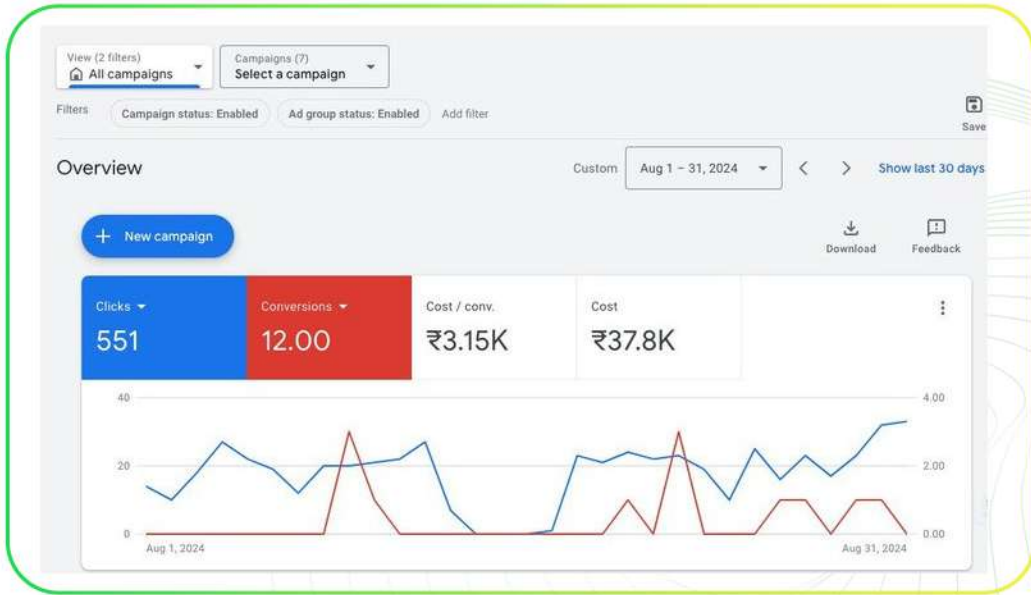 View (2 filters)
All campaigns
Campaigns (7)
Select a campaign
Filters
Campaign status: Enabled
Ad group status: Enabled
Add filter
Save
Overview
Custom
Aug 1 – 31, 2024
Show last 30 days
New campaign
Download
Feedback
Clicks
551
Conversions
12.00
Cost / conv.
₹3.15K
Cost
₹37.8K
40
4.00
20
2.00
0
0.00
Aug 1, 2024
Aug 31, 2024